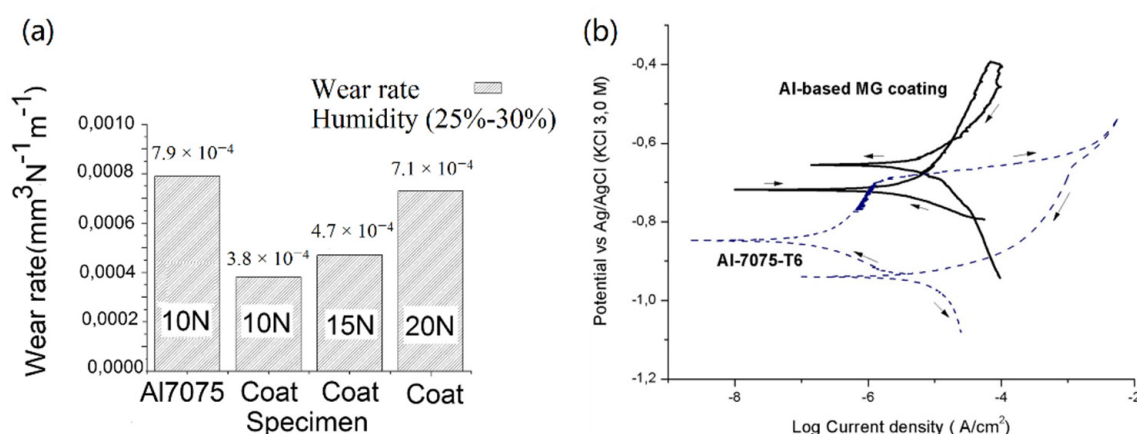 (a)
Wear rate
Humidity (25%-30%)
Wear rate(mm³N⁻¹m⁻¹)
0,0010
0,0008
0,0006
0,0004
0,0002
0,0000
7.9 × 10⁻⁴
3.8 × 10⁻⁴
4.7 × 10⁻⁴
7.1 × 10⁻⁴
10N
10N
15N
20N
Al7075
Coat
Coat
Coat
Specimen
(b)
Potential vs Ag/AgCl (KCl 3,0 M)
-0,4
-0,6
-0,8
-1,0
-1,2
Al-based MG coating
Al-7075-T6
-8
-6
-4
-2
Log Current density ( A/cm²)